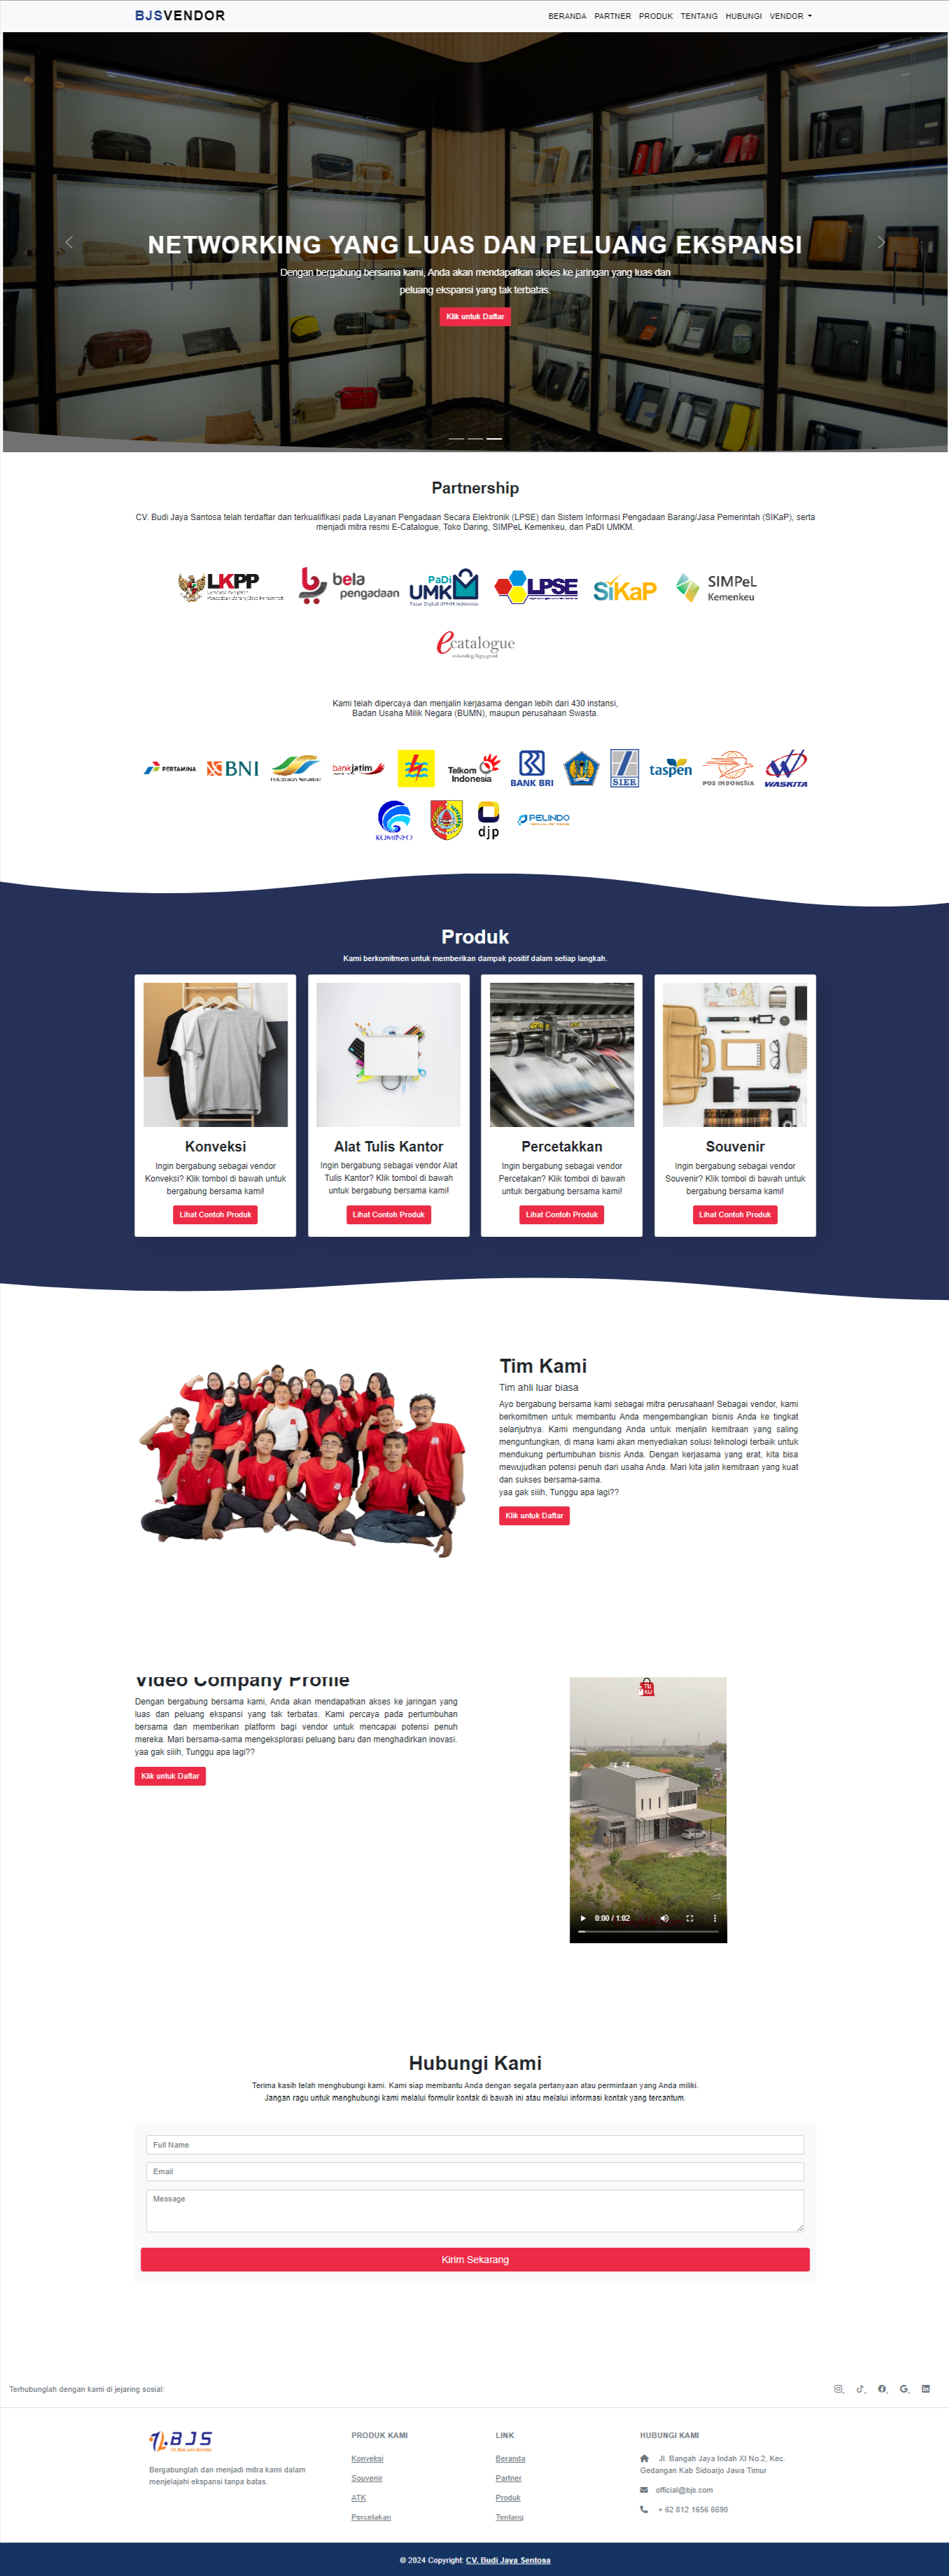 BJSVENDOR
BERANDA PARTNER PRODUK TENTANG HUBUNGI VENDOR
NETWORKING YANG LUAS DAN PELUANG EKSPANSI
Dengan bergabung bersama kami, Anda akan mendapatkan akses ke jaringan yang luas dan
peluang ekspansi yang tak terbatas.
Klik untuk Daftar
Partnership
CV. Budi Jaya Santosa telah terdaftar dan terkualifikasi pada Layanan Pengadaan Secara Elektronik (LPSE) dan Sistem Informasi Pengadaan Barang/Jasa Pemerintah (SIKaP), serta
menjadi mitra resmi E-Catalogue, Toko Daring, SIMPeL Kemenkeu, dan PaDI UMKM.
LKPP
bela
pengadaan
PaDi
UMK
Pasar Digital UMKM Indonesia
LPSE
SiKaP
SIMPeL
Kemenkeu
ecatalogue
Kami telah dipercaya dan menjalin kerjasama dengan lebih dari 430 instansi,
Badan Usaha Milik Negara (BUMN), maupun perusahaan Swasta.
PERTAMINA
BNI
bankjatim
Telkom
Indonesia
BANK BRI
SIER
taspen
POS INDONESIA
WASKITA
KOMINFO
djp
PELINDO
Produk
Kami berkomitmen untuk memberikan dampak positif dalam setiap langkah.
Konveksi
Ingin bergabung sebagai vendor
Konveksi? Klik tombol di bawah untuk
bergabung bersama kami!
Lihat Contoh Produk
Alat Tulis Kantor
Ingin bergabung sebagai vendor Alat
Tulis Kantor? Klik tombol di bawah
untuk bergabung bersama kami!
Lihat Contoh Produk
Percetakkan
Ingin bergabung sebagai vendor
Percetakan? Klik tombol di bawah
untuk bergabung bersama kami!
Lihat Contoh Produk
Souvenir
Ingin bergabung sebagai vendor
Souvenir? Klik tombol di bawah untuk
bergabung bersama kami!
Lihat Contoh Produk
Tim Kami
Tim ahli luar biasa
Ayo bergabung bersama kami sebagai mitra perusahaan! Sebagai vendor, kami
berkomitmen untuk membantu Anda mengembangkan bisnis Anda ke tingkat
selanjutnya. Kami mengundang Anda untuk menjalin kemitraan yang saling
menguntungkan, di mana kami akan menyediakan solusi teknologi terbaik untuk
mendukung pertumbuhan bisnis Anda. Dengan kerjasama yang erat, kita bisa
mewujudkan potensi penuh dari usaha Anda. Mari kita jalin kemitraan yang kuat
dan sukses bersama-sama.
yaa gak siiih, Tunggu apa lagi??
Klik untuk Daftar
Video Company Profile
Dengan bergabung bersama kami, Anda akan mendapatkan akses ke jaringan yang
luas dan peluang ekspansi yang tak terbatas. Kami percaya pada pertumbuhan
bersama dan memberikan platform bagi vendor untuk mencapai potensi penuh
mereka. Mari bersama-sama mengeksplorasi peluang baru dan menghadirkan inovasi.
yaa gak siiih, Tunggu apa lagi??
Klik untuk Daftar
0:00 / 1:02
Hubungi Kami
Terima kasih telah menghubungi kami. Kami siap membantu Anda dengan segala pertanyaan atau permintaan yang Anda miliki.
Jangan ragu untuk menghubungi kami melalui formulir kontak di bawah ini atau melalui informasi kontak yang tercantum.
Full Name
Email
Message
Kirim Sekarang
Terhubunglah dengan kami di jejaring sosial:
BJS
Bergabunglah dan menjadi mitra kami dalam
menjelajahi ekspansi tanpa batas.
PRODUK KAMI
Konveksi
Souvenir
ATK
Percetakan
LINK
Beranda
Partner
Produk
Tentang
HUBUNGI KAMI
Jl. Bangah Jaya Indah XI No.2, Kec.
Gedangan Kab Sidoarjo Jawa Timur
official@bjs.com
+ 62 812 1656 6690
© 2024 Copyright: CV. Budi Jaya Sentosa